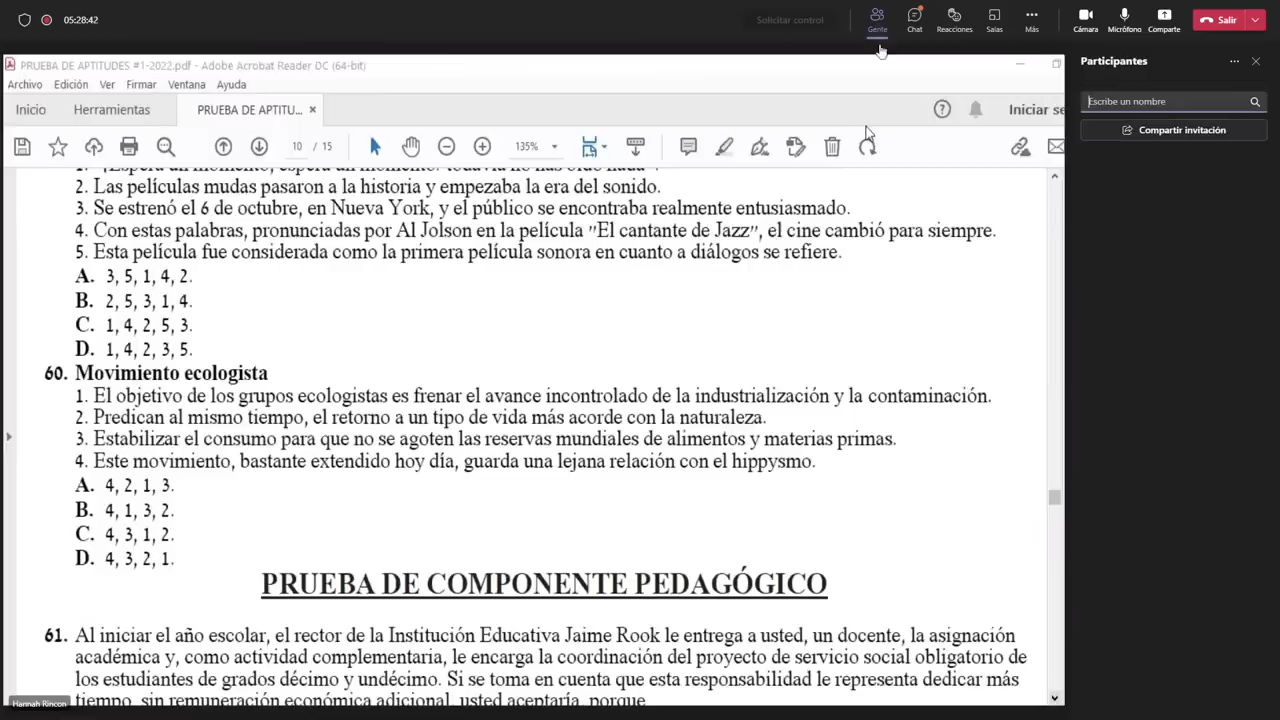 05:28:42
Solicitar control
Gente
Chat
Reacciones
Salas
Más
Cámara
Micrófono
Comparte
Salir
PRUEBA DE APTITUDES #1-2022.pdf - Adobe Acrobat Reader DC (64-bit)
Archivo Edición Ver Firmar Ventana Ayuda
Inicio Herramientas PRUEBA DE APTITU... × Iniciar se
10 / 15 135%
2. Las películas mudas pasaron a la historia y empezaba la era del sonido.
3. Se estrenó el 6 de octubre, en Nueva York, y el público se encontraba realmente entusiasmado.
4. Con estas palabras, pronunciadas por Al Jolson en la película "El cantante de Jazz", el cine cambió para siempre.
5. Esta película fue considerada como la primera película sonora en cuanto a diálogos se refiere.
A. 3, 5, 1, 4, 2.
B. 2, 5, 3, 1, 4.
C. 1, 4, 2, 5, 3.
D. 1, 4, 2, 3, 5.
60. Movimiento ecologista
1. El objetivo de los grupos ecologistas es frenar el avance incontrolado de la industrialización y la contaminación.
2. Predican al mismo tiempo, el retorno a un tipo de vida más acorde con la naturaleza.
3. Estabilizar el consumo para que no se agoten las reservas mundiales de alimentos y materias primas.
4. Este movimiento, bastante extendido hoy día, guarda una lejana relación con el hippysmo.
A. 4, 2, 1, 3.
B. 4, 1, 3, 2.
C. 4, 3, 1, 2.
D. 4, 3, 2, 1.
PRUEBA DE COMPONENTE PEDAGÓGICO
61. Al iniciar el año escolar, el rector de la Institución Educativa Jaime Rook le entrega a usted, un docente, la asignación
académica y, como actividad complementaria, le encarga la coordinación del proyecto de servicio social obligatorio de
los estudiantes de grados décimo y undécimo. Si se toma en cuenta que esta responsabilidad le representa dedicar más
tiempo, sin remuneración económica adicional, usted aceptaría, porque
Hannah Rincon
Participantes
Escribe un nombre
Compartir invitación